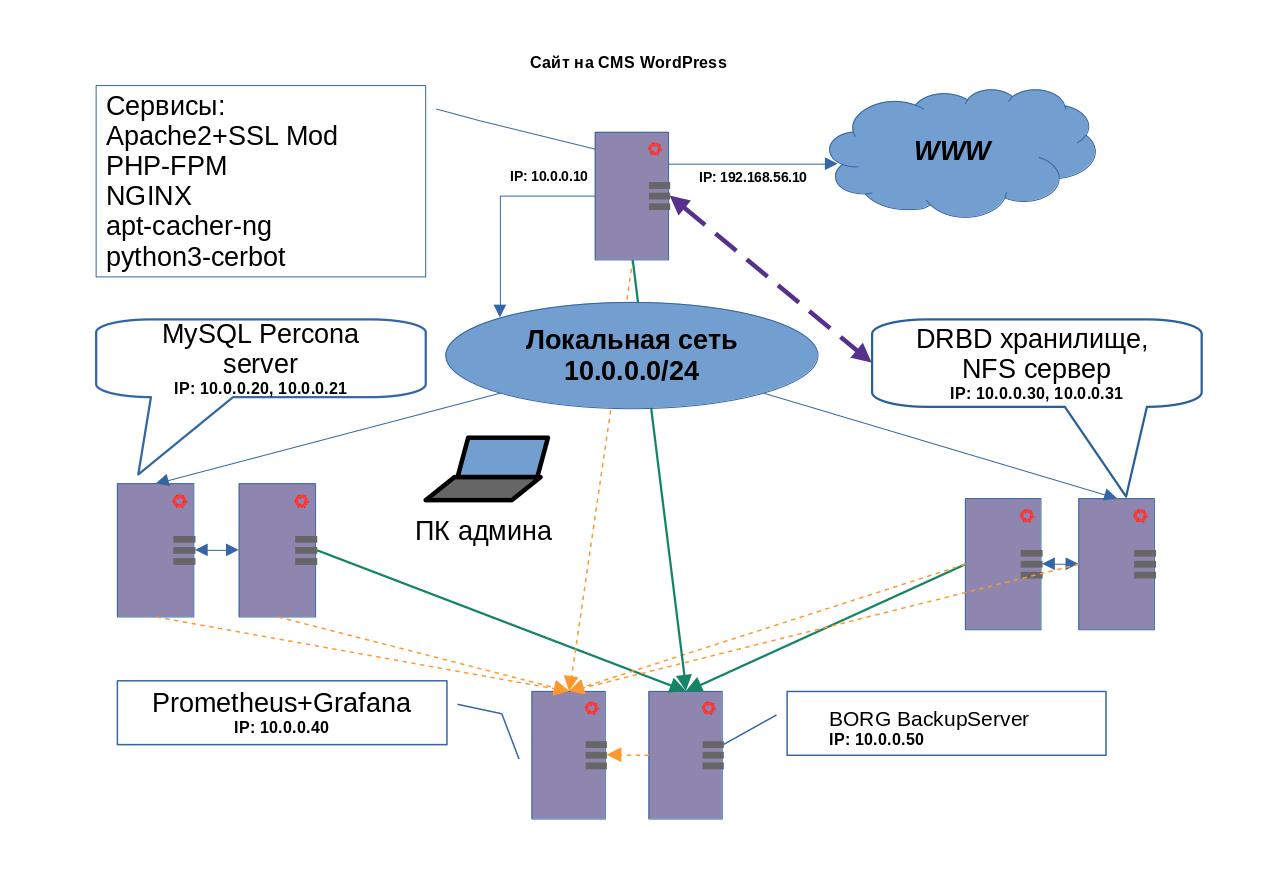 Сайт на CMS WordPress
Сервисы:
Apache2+SSL Mod
PHP-FPM
NGINX
apt-cacher-ng
python3-cerbot
WWW
IP: 10.0.0.10
IP: 192.168.56.10
MySQL Percona
server
IP: 10.0.0.20, 10.0.0.21
Локальная сеть
10.0.0.0/24
DRBD хранилище,
NFS сервер
IP: 10.0.0.30, 10.0.0.31
ПК админа
Prometheus+Grafana
IP: 10.0.0.40
BORG BackupServer
IP: 10.0.0.50